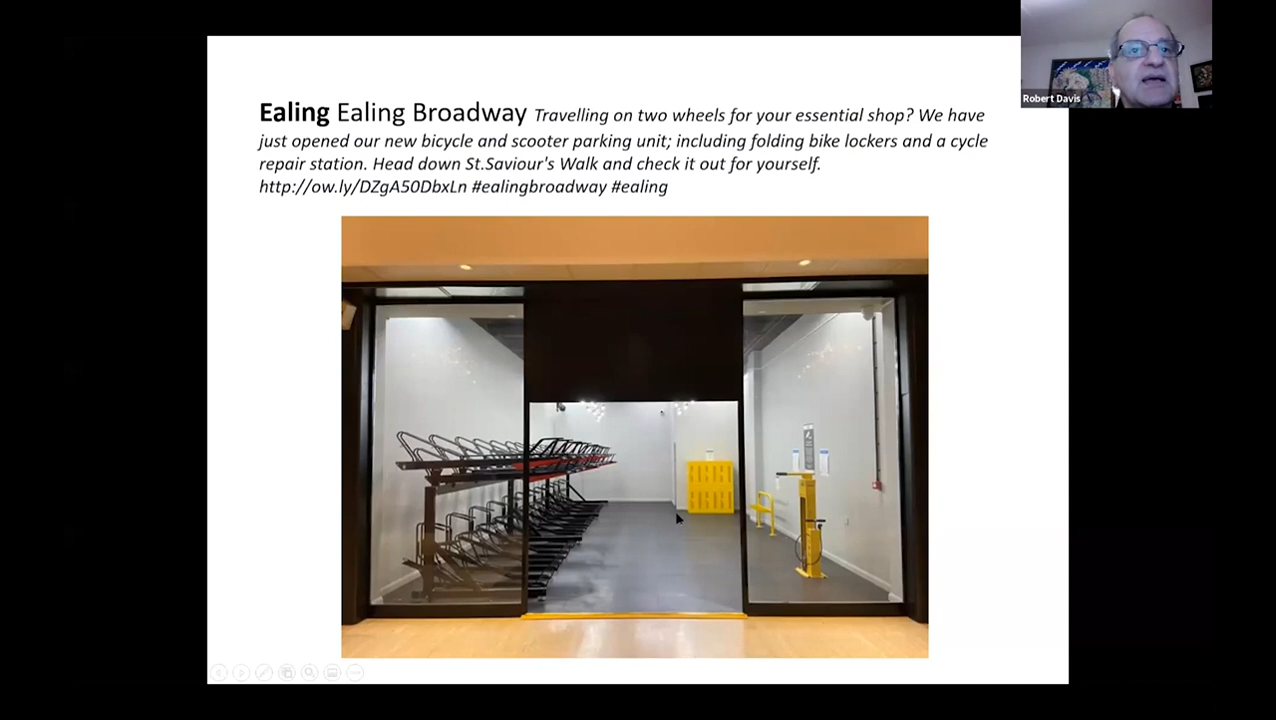 Ealing Ealing Broadway Travelling on two wheels for your essential shop? We have
just opened our new bicycle and scooter parking unit; including folding bike lockers and a cycle
repair station. Head down St.Saviour's Walk and check it out for yourself.
http://ow.ly/DZgA50DbxLn #ealingbroadway #ealing
Robert Davis